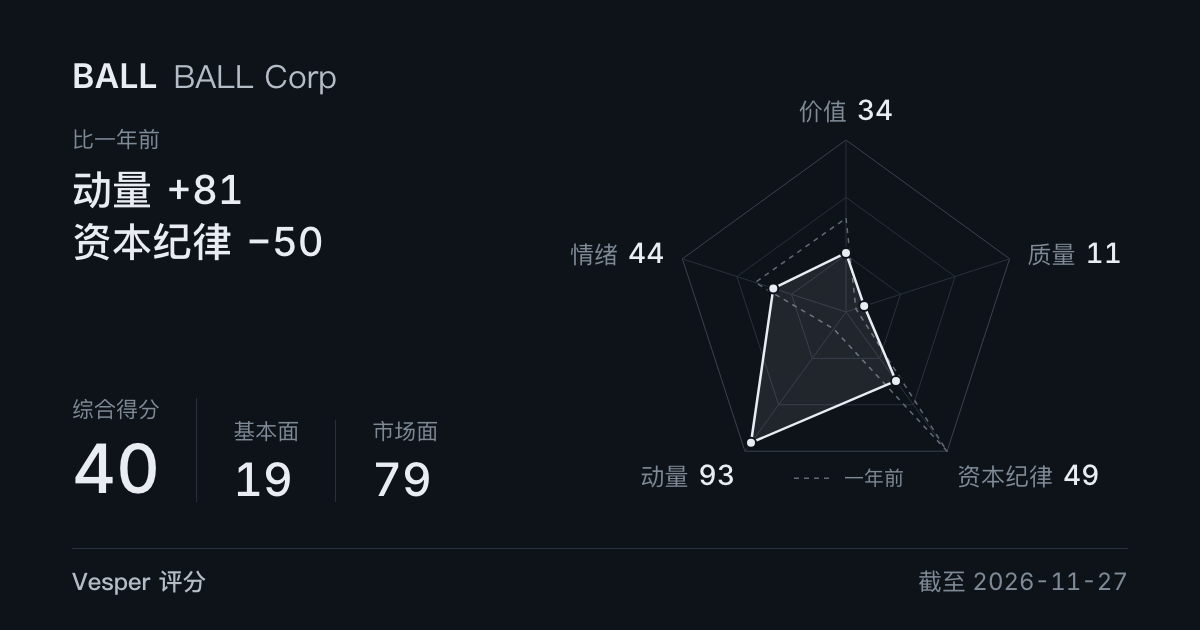 BALL BALL Corp
比一年前
动量 +81
资本纪律 −50
综合得分
40
基本面
19
市场面
79
价值 34
质量 11
资本纪律 49
动量 93
情绪 44
一年前
Vesper 评分
截至 2026-11-27